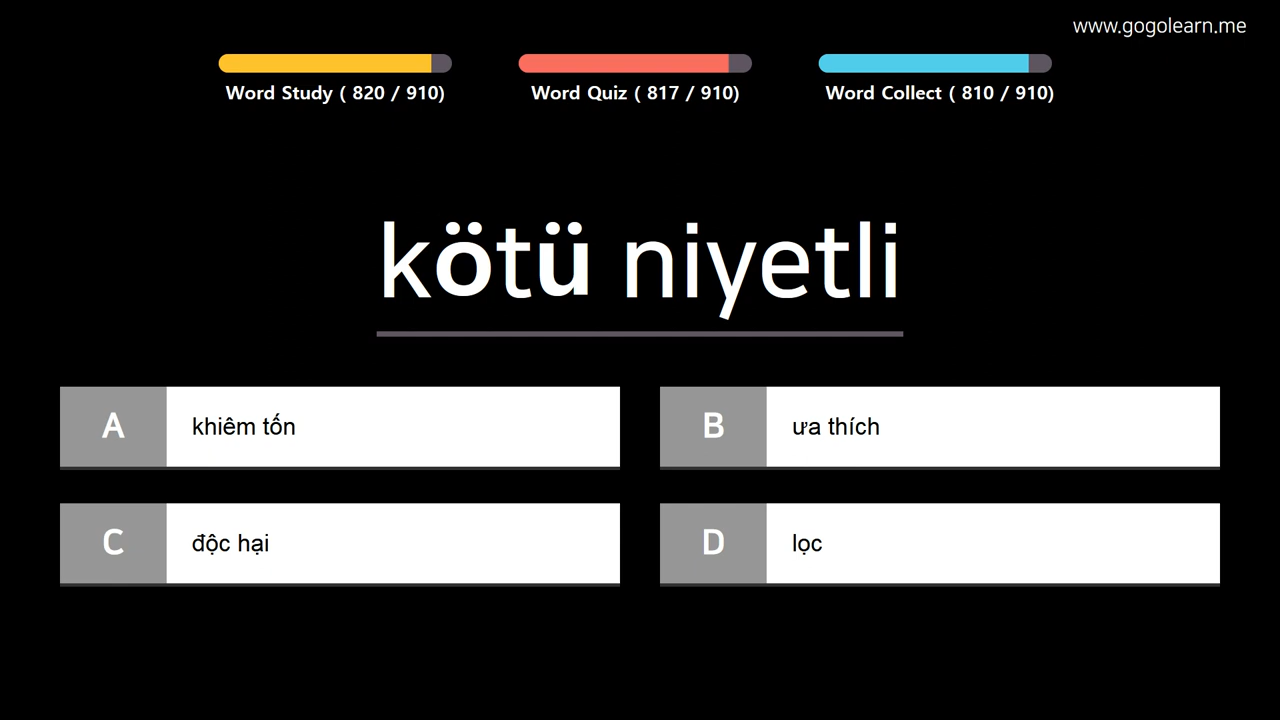 www.gogolearn.me
Word Study ( 820 / 910)
Word Quiz ( 817 / 910)
Word Collect ( 810 / 910)
kötü niyetli
A khiêm tốn
B ưa thích
C độc hại
D lọc